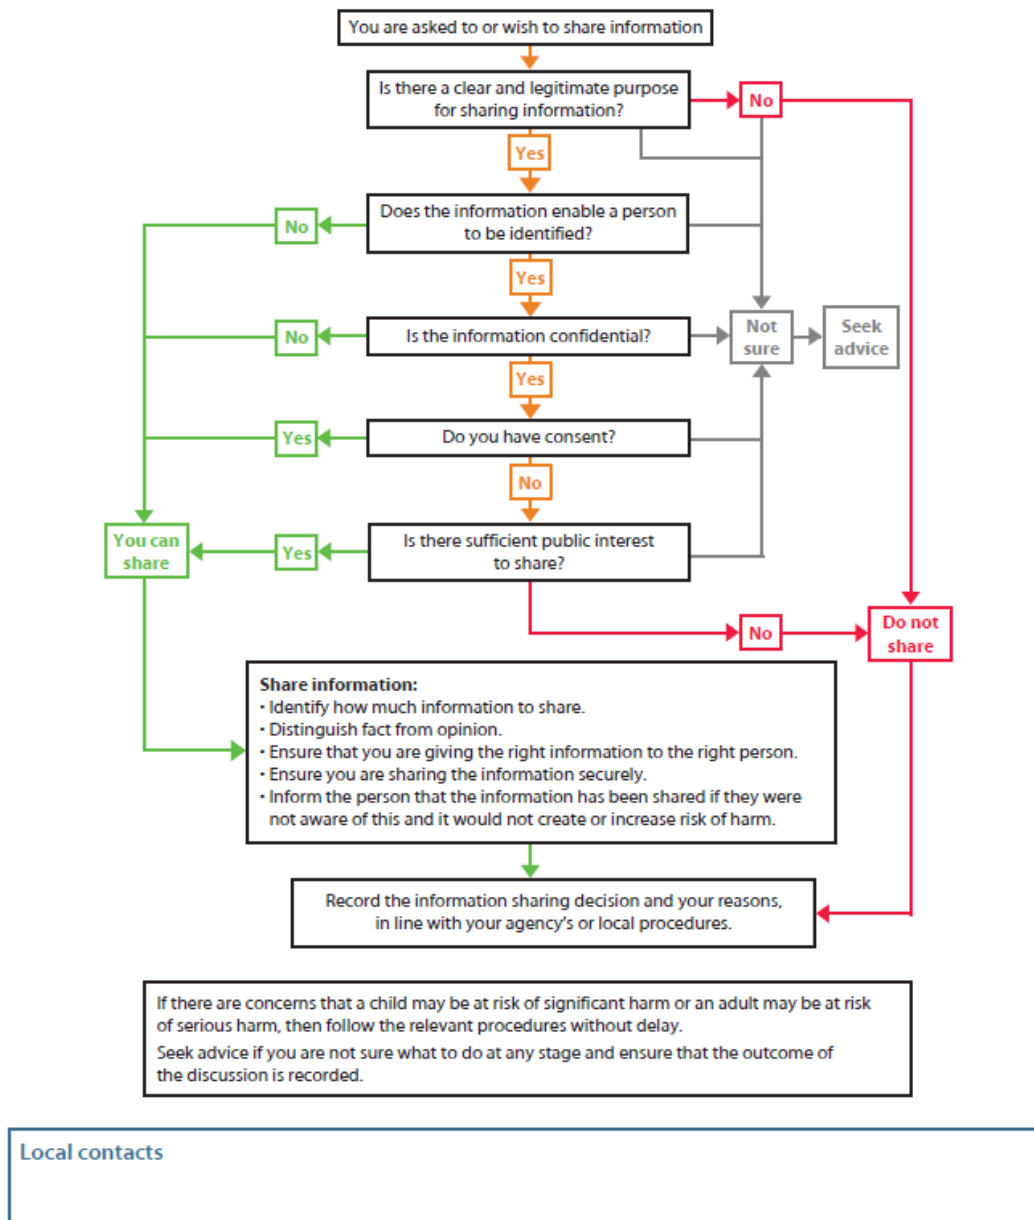 You are asked to or wish to share information
Is there a clear and legitimate purpose
for sharing information?
No
Yes
Does the information enable a person
to be identified?
No
Yes
Is the information confidential?
No
Not
sure
Seek
advice
Yes
Do you have consent?
Yes
No
Is there sufficient public interest
to share?
Yes
You can
share
No
Do not
share
Share information:
• Identify how much information to share.
• Distinguish fact from opinion.
• Ensure that you are giving the right information to the right person.
• Ensure you are sharing the information securely.
• Inform the person that the information has been shared if they were
not aware of this and it would not create or increase risk of harm.
Record the information sharing decision and your reasons,
in line with your agency's or local procedures.
If there are concerns that a child may be at risk of significant harm or an adult may be at risk
of serious harm, then follow the relevant procedures without delay.
Seek advice if you are not sure what to do at any stage and ensure that the outcome of
the discussion is recorded.
Local contacts